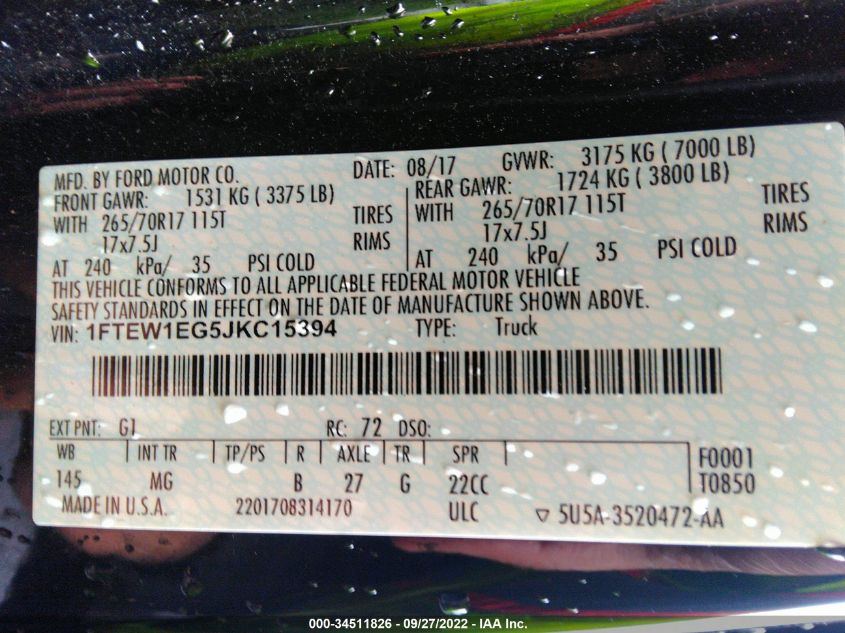 MFD. BY FORD MOTOR CO. DATE: 08/17 GVWR: 3175 KG ( 7000 LB)
FRONT GAWR: 1531 KG ( 3375 LB) REAR GAWR: 1724 KG ( 3800 LB)
WITH 265/70R17 115T TIRES WITH 265/70R17 115T TIRES
17x7.5J RIMS 17x7.5J RIMS
AT 240 kPa/ 35 PSI COLD AT 240 kPa/ 35 PSI COLD
THIS VEHICLE CONFORMS TO ALL APPLICABLE FEDERAL MOTOR VEHICLE
SAFETY STANDARDS IN EFFECT ON THE DATE OF MANUFACTURE SHOWN ABOVE.
VIN: 1FTEW1EG5JKC15394 TYPE: Truck
EXT PNT: G1 RC: 72 DSO:
WB INT TR TP/PS R AXLE TR SPR F0001
145 MG B 27 G 22CC T0850
MADE IN U.S.A. 2201708314170 ULC ▽ 5U5A-3520472-AA
000-34511826 - 09/27/2022 - IAA Inc.